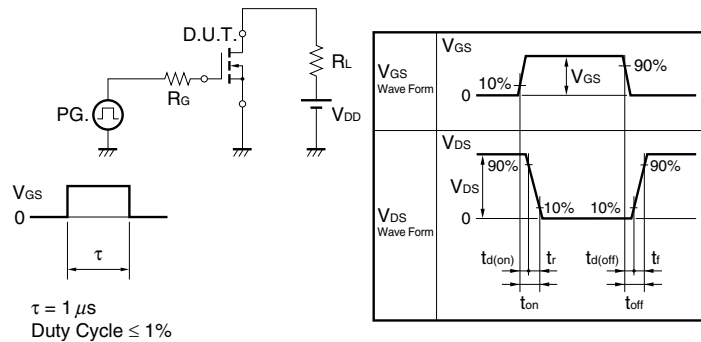 D.U.T.
RL
RG
PG.
VDD
VGS
0
τ
τ = 1 μs
Duty Cycle ≤ 1%
VGS
Wave Form
VGS
10%
90%
VGS
0
VDS
Wave Form
VDS
90%
90%
VDS
10%
10%
0
td(on)
tr
td(off)
tf
ton
toff